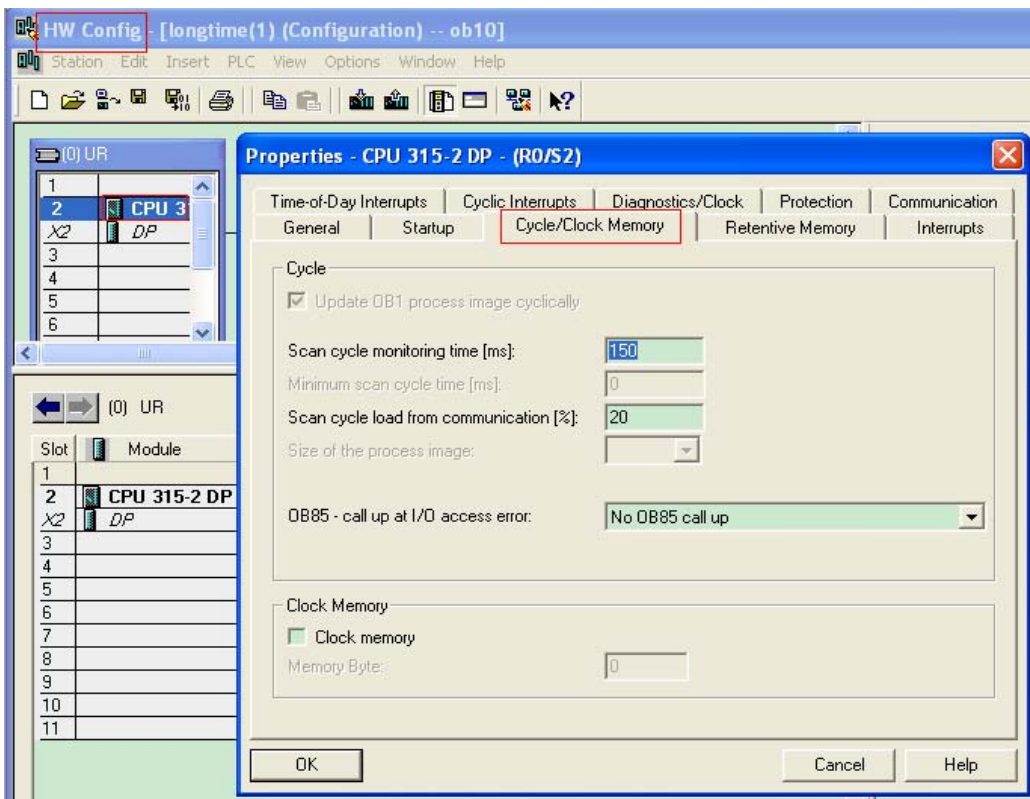 HW Config - [longtime(1) (Configuration) -- ob10]
Station Edit Insert PLC View Options Window Help
(0) UR
1
2 CPU 31
X2 DP
3
4
5
6
(0) UR
Slot Module
1
2 CPU 315-2 DP
X2 DP
3
4
5
6
7
8
9
10
11
Properties - CPU 315-2 DP - (R0/S2)
Time-of-Day Interrupts Cyclic Interrupts Diagnostics/Clock Protection Communication
General Startup Cycle/Clock Memory Retentive Memory Interrupts
Cycle
Update OB1 process image cyclically
Scan cycle monitoring time [ms]: 150
Minimum scan cycle time [ms]: 0
Scan cycle load from communication [%]: 20
Size of the process image:
OB85 - call up at I/O access error: No OB85 call up
Clock Memory
Clock memory
Memory Byte: 0
OK Cancel Help